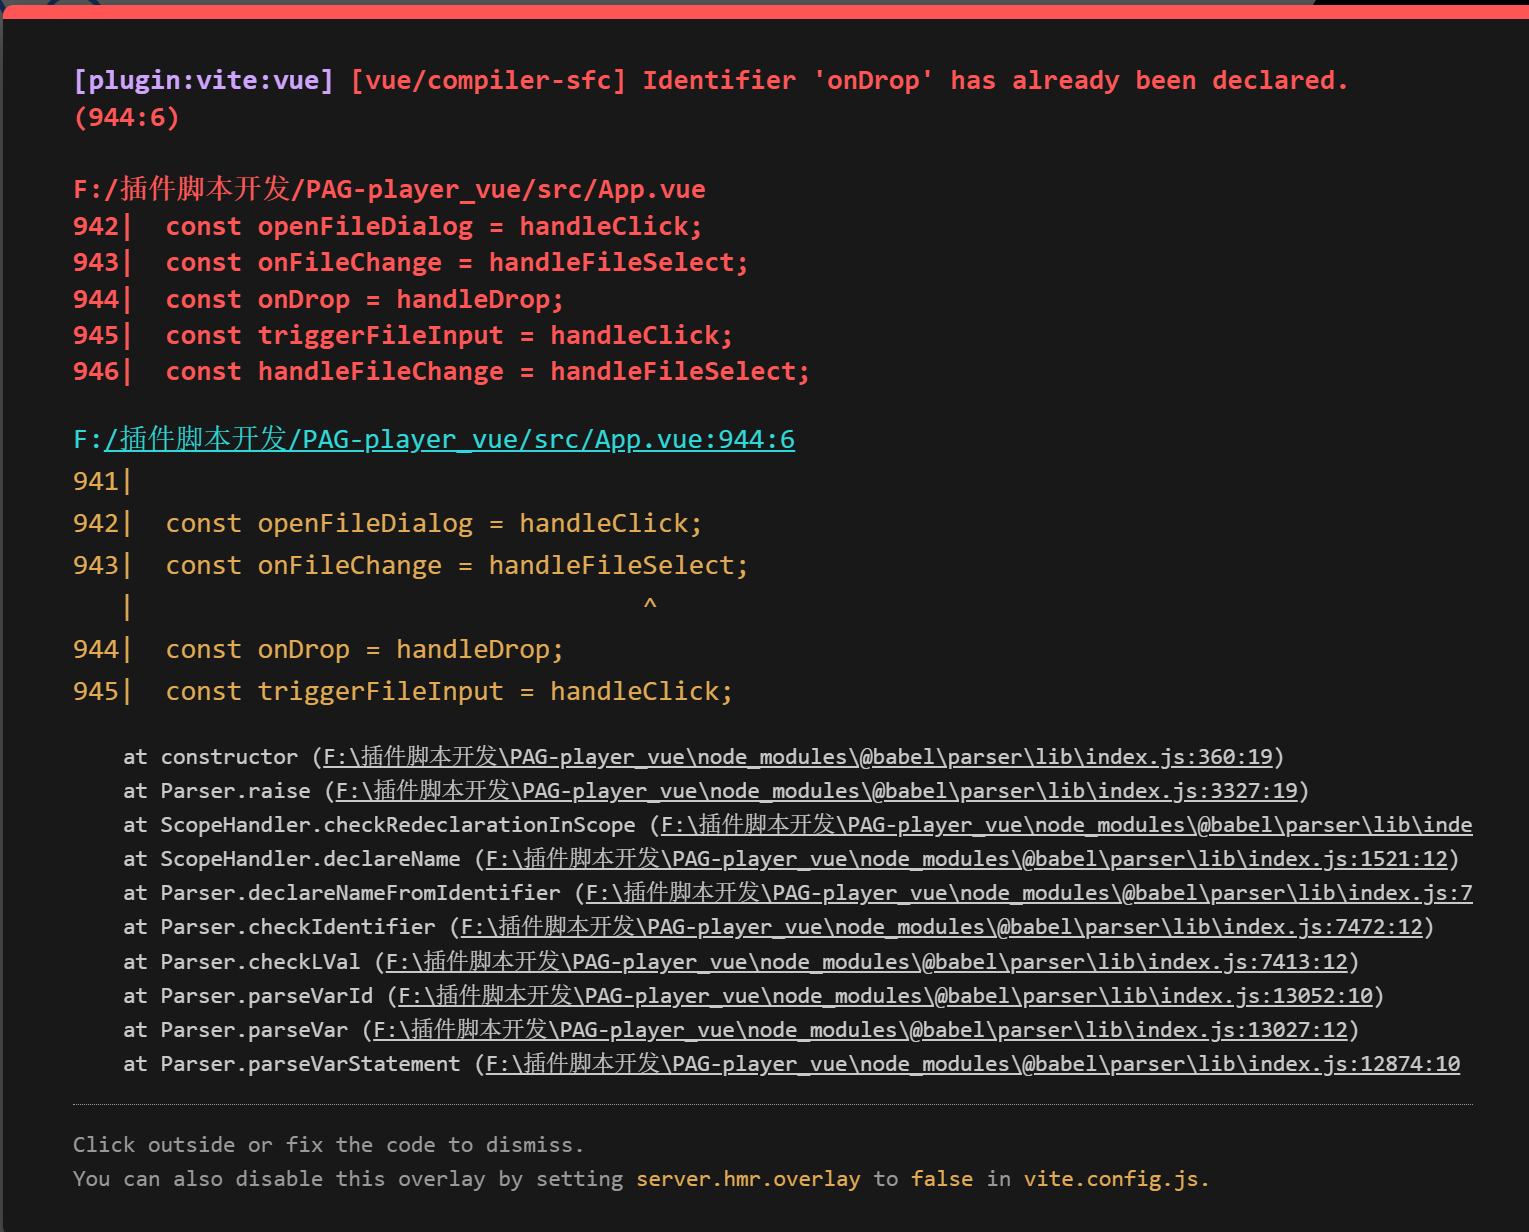 [plugin:vite:vue] [vue/compiler-sfc] Identifier 'onDrop' has already been declared.
(944:6)
F:/插件脚本开发/PAG-player_vue/src/App.vue
942|  const openFileDialog = handleClick;
943|  const onFileChange = handleFileSelect;
944|  const onDrop = handleDrop;
945|  const triggerFileInput = handleClick;
946|  const handleFileChange = handleFileSelect;
F:/插件脚本开发/PAG-player_vue/src/App.vue:944:6
941|
942|  const openFileDialog = handleClick;
943|  const onFileChange = handleFileSelect;
   |                                  ^
944|  const onDrop = handleDrop;
945|  const triggerFileInput = handleClick;
at constructor (F:\插件脚本开发\PAG-player_vue\node_modules\@babel\parser\lib\index.js:360:19)
at Parser.raise (F:\插件脚本开发\PAG-player_vue\node_modules\@babel\parser\lib\index.js:3327:19)
at ScopeHandler.checkRedeclarationInScope (F:\插件脚本开发\PAG-player_vue\node_modules\@babel\parser\lib\inde
at ScopeHandler.declareName (F:\插件脚本开发\PAG-player_vue\node_modules\@babel\parser\lib\index.js:1521:12)
at Parser.declareNameFromIdentifier (F:\插件脚本开发\PAG-player_vue\node_modules\@babel\parser\lib\index.js:7
at Parser.checkIdentifier (F:\插件脚本开发\PAG-player_vue\node_modules\@babel\parser\lib\index.js:7472:12)
at Parser.checkLVal (F:\插件脚本开发\PAG-player_vue\node_modules\@babel\parser\lib\index.js:7413:12)
at Parser.parseVarId (F:\插件脚本开发\PAG-player_vue\node_modules\@babel\parser\lib\index.js:13052:10)
at Parser.parseVar (F:\插件脚本开发\PAG-player_vue\node_modules\@babel\parser\lib\index.js:13027:12)
at Parser.parseVarStatement (F:\插件脚本开发\PAG-player_vue\node_modules\@babel\parser\lib\index.js:12874:10
Click outside or fix the code to dismiss.
You can also disable this overlay by setting server.hmr.overlay to false in vite.config.js.